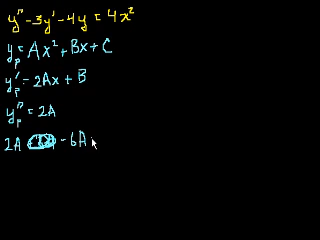 y" - 3y' - 4y = 4x²
y_p = Ax² + Bx + C
y_p' = 2Ax + B
y_p" = 2A
2A - 6A